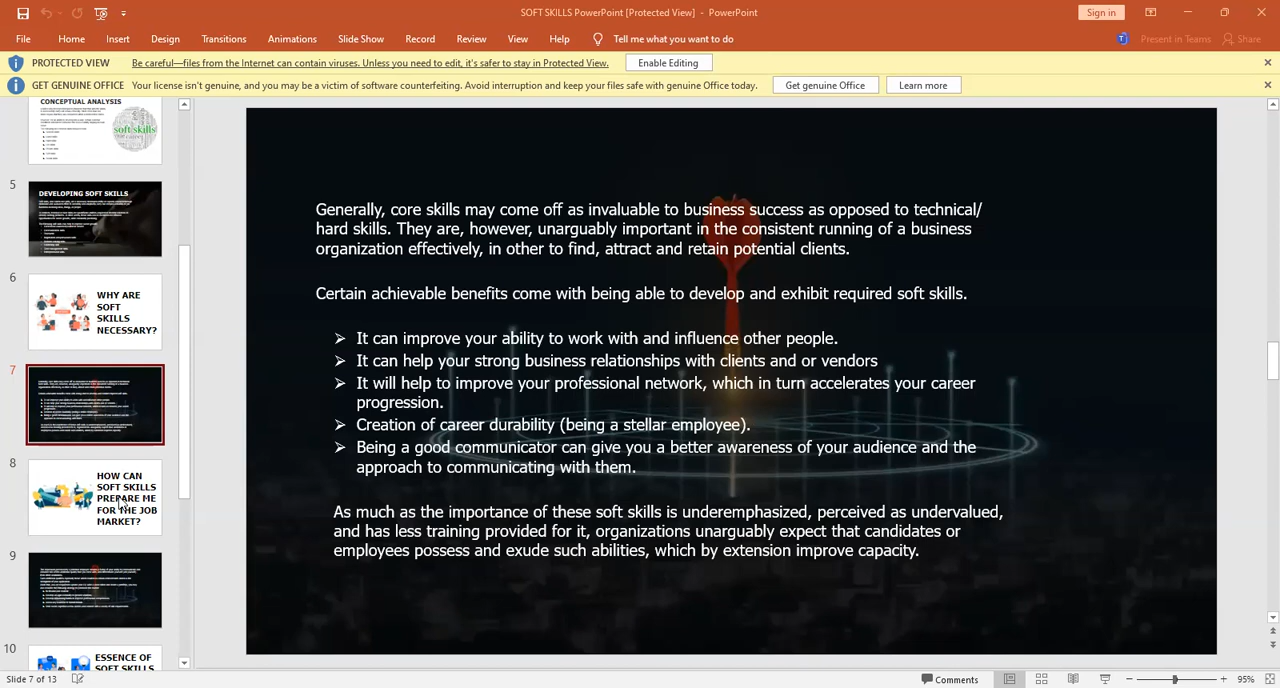 SOFT SKILLS PowerPoint [Protected View] - PowerPoint
Sign in
File Home Insert Design Transitions Animations Slide Show Record Review View Help Tell me what you want to do Present in Teams Share
PROTECTED VIEW Be careful—files from the Internet can contain viruses. Unless you need to edit, it's safer to stay in Protected View. Enable Editing
GET GENUINE OFFICE Your license isn't genuine, and you may be a victim of software counterfeiting. Avoid interruption and keep your files safe with genuine Office today. Get genuine Office Learn more
CONCEPTUAL ANALYSIS
soft skills
5
DEVELOPING SOFT SKILLS
6
WHY ARE
SOFT
SKILLS
NECESSARY?
7
8
HOW CAN
SOFT SKILLS
PREPARE ME
FOR THE JOB
MARKET?
9
10
ESSENCE OF
SOFT SKILLS
Generally, core skills may come off as invaluable to business success as opposed to technical/
hard skills. They are, however, unarguably important in the consistent running of a business
organization effectively, in other to find, attract and retain potential clients.
Certain achievable benefits come with being able to develop and exhibit required soft skills.
➢ It can improve your ability to work with and influence other people.
➢ It can help your strong business relationships with clients and or vendors
➢ It will help to improve your professional network, which in turn accelerates your career
progression.
➢ Creation of career durability (being a stellar employee).
➢ Being a good communicator can give you a better awareness of your audience and the
approach to communicating with them.
As much as the importance of these soft skills is underemphasized, perceived as undervalued,
and has less training provided for it, organizations unarguably expect that candidates or
employees possess and exude such abilities, which by extension improve capacity.
Slide 7 of 13
Comments
95%